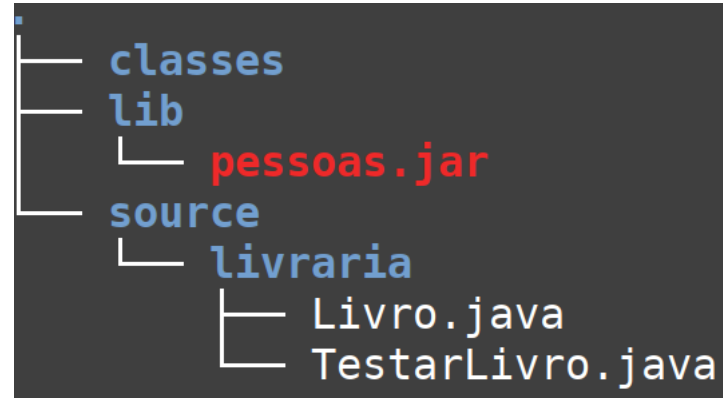 .
classes
lib
pessoas.jar
source
livraria
Livro.java
TestarLivro.java